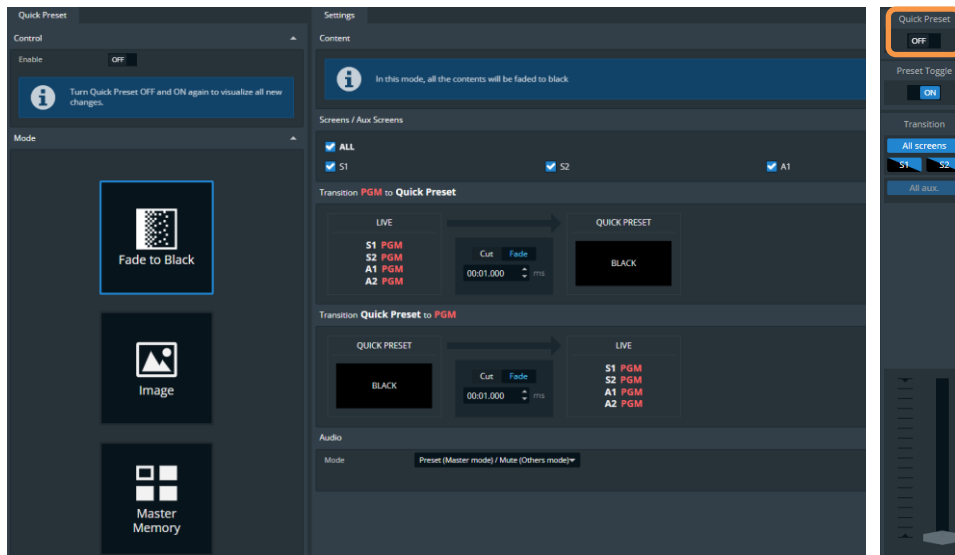 Quick Preset
Control
Enable OFF
Turn Quick Preset OFF and ON again to visualize all new
changes.
Mode
Fade to Black
Image
Master
Memory
Settings
Content
In this mode, all the contents will be faded to black
Screens / Aux Screens
ALL
S1 S2 A1
Transition PGM to Quick Preset
LIVE QUICK PRESET
S1 PGM
S2 PGM
A1 PGM
A2 PGM
Cut Fade
00:01.000 ms
BLACK
Transition Quick Preset to PGM
QUICK PRESET LIVE
BLACK
Cut Fade
00:01.000 ms
S1 PGM
S2 PGM
A1 PGM
A2 PGM
Audio
Mode Preset (Master mode) / Mute (Others mode)
Quick Preset
OFF
Preset Toggle
ON
Transition
All screens
S1 S2
All aux.